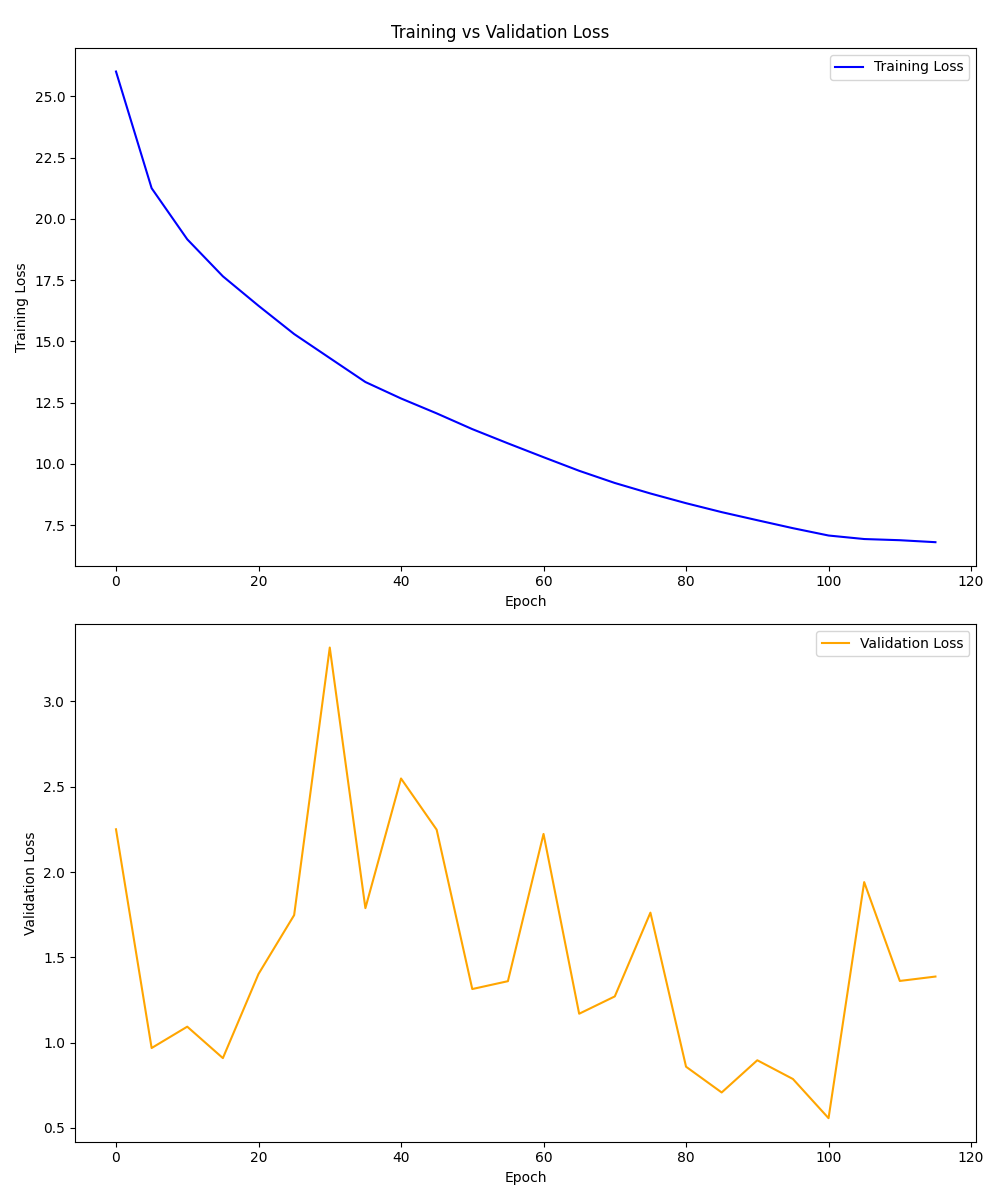 Training vs Validation Loss
Training Loss
25.0
22.5
20.0
17.5
15.0
12.5
10.0
7.5
Training Loss
0 20 40 60 80 100 120
Epoch
Validation Loss
3.0
2.5
2.0
1.5
1.0
0.5
Validation Loss
0 20 40 60 80 100 120
Epoch